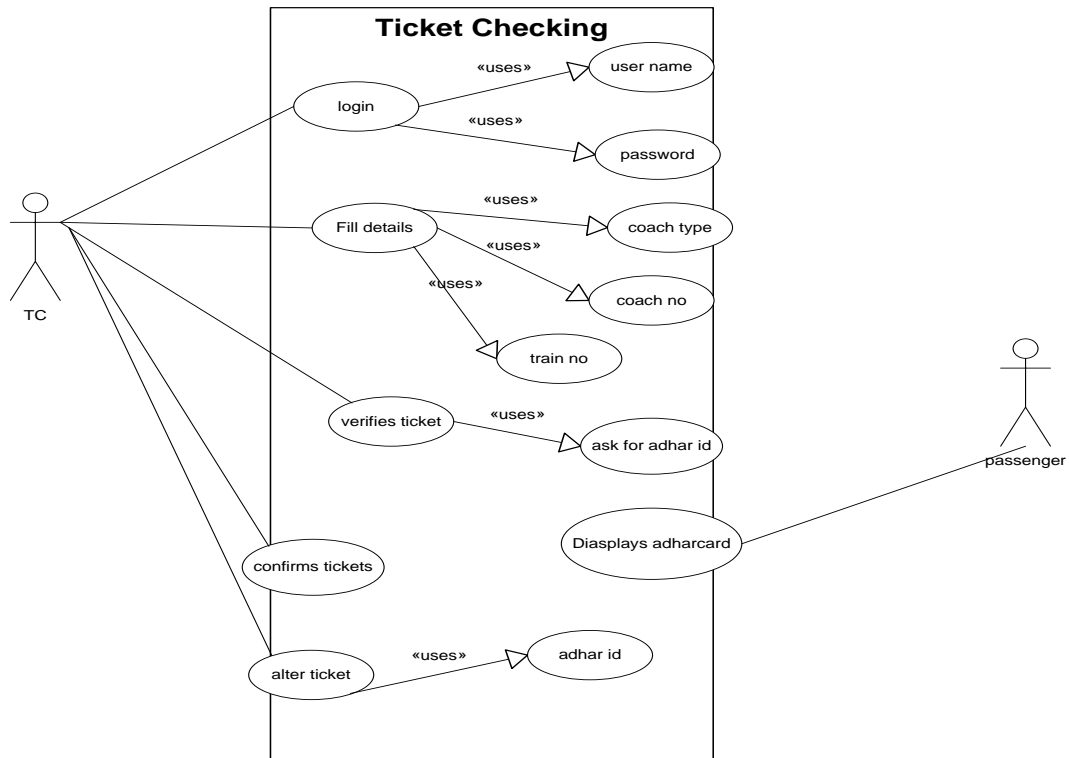 Ticket Checking
«uses»
user name
login
«uses»
password
«uses»
coach type
Fill details
«uses»
«uses»
coach no
TC
train no
verifies ticket
«uses»
ask for adhar id
passenger
Diasplays adharcard
confirms tickets
«uses»
adhar id
alter ticket